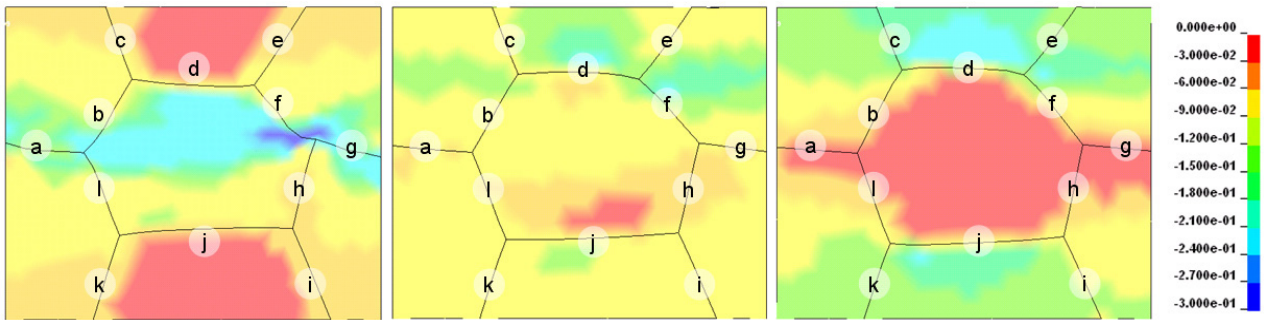 c e
d
b f
a g
l h
j
k i
c e
d
b f
a g
l h
j
k i
c e
d
b f
a g
l h
j
k i
0.000e+00
-3.000e-02
-6.000e-02
-9.000e-02
-1.200e-01
-1.500e-01
-1.800e-01
-2.100e-01
-2.400e-01
-2.700e-01
-3.000e-01